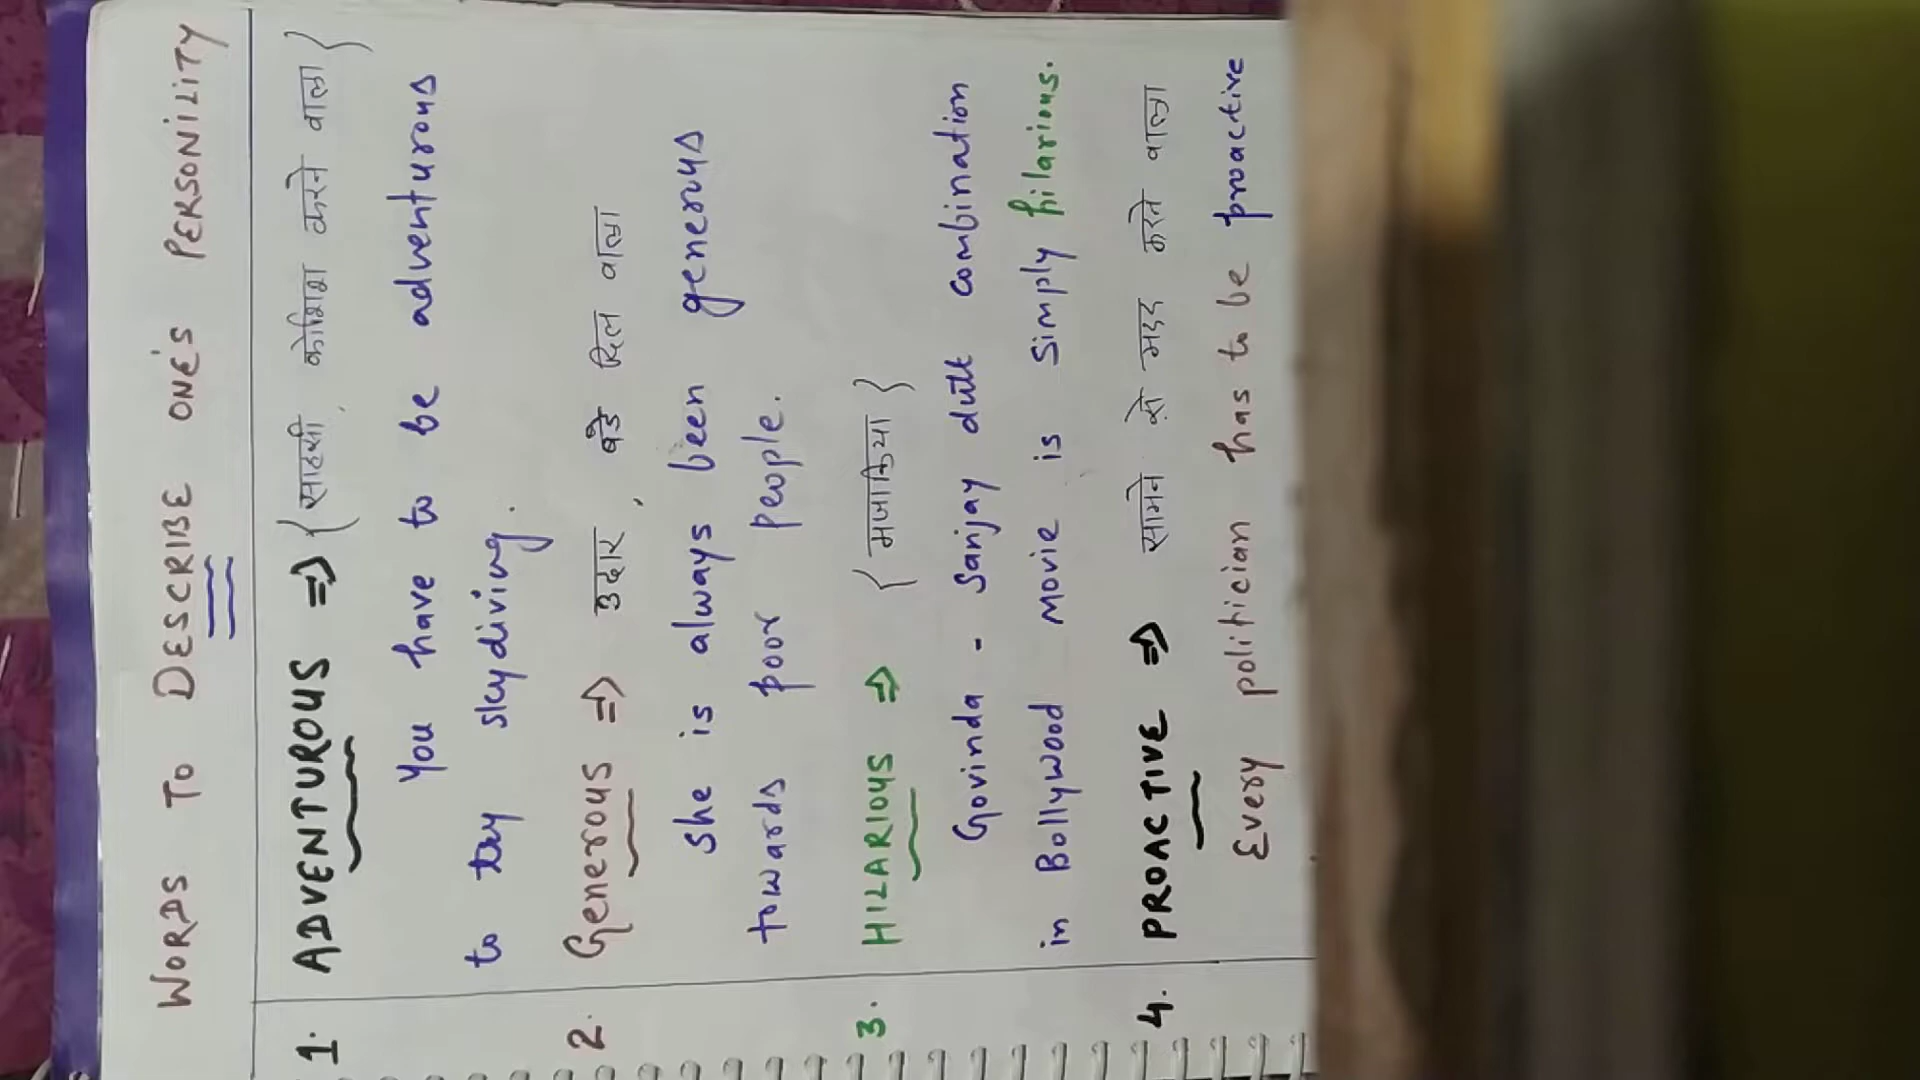 WORDS TO DESCRIBE ONE'S PERSONILITY
1. ADVENTUROUS => {साहसी, कोशिश करने वाला}
You have to be adventurous
to try skydiving.
2. Generous => उदार, बडे दिल वाला
She is always been generous
towards poor people.
3. HILARIOUS => {मजाकिया}
Govinda - Sanjay dutt combination
in Bollywood movie is Simply hilarious.
4. PROACTIVE => सामने से मदद करने वाला
Every politician has to be proactive